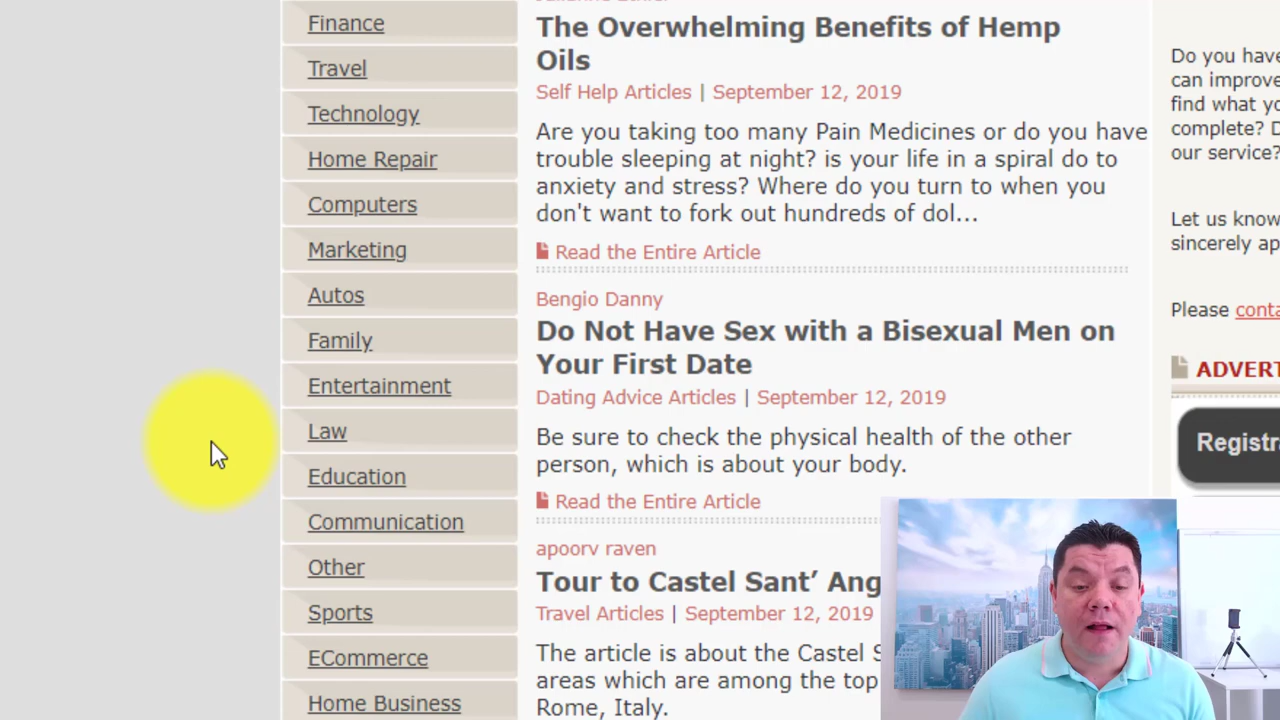 Finance
Travel
Technology
Home Repair
Computers
Marketing
Autos
Family
Entertainment
Law
Education
Communication
Other
Sports
ECommerce
Home Business
The Overwhelming Benefits of Hemp
Oils
Self Help Articles | September 12, 2019
Are you taking too many Pain Medicines or do you have
trouble sleeping at night? is your life in a spiral do to
anxiety and stress? Where do you turn to when you
don't want to fork out hundreds of dol...
Read the Entire Article
Bengio Danny
Do Not Have Sex with a Bisexual Men on
Your First Date
Dating Advice Articles | September 12, 2019
Be sure to check the physical health of the other
person, which is about your body.
Read the Entire Article
apoorv raven
Tour to Castel Sant’ Ang
Travel Articles | September 12, 2019
The article is about the Castel S
areas which are among the top
Rome, Italy.
Do you have
can improve
find what yo
complete? D
our service?
Let us know
sincerely ap
Please conta
ADVERT
Registr